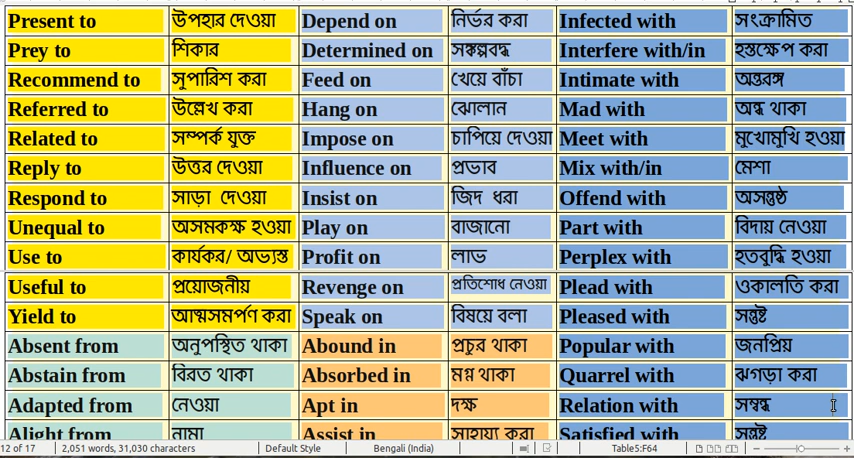 Present to উপহার দেওয়া Depend on নির্ভর করা Infected with সংক্রামিত
Prey to শিকার Determined on সঙ্কল্পবদ্ধ Interfere with/in হস্তক্ষেপ করা
Recommend to সুপারিশ করা Feed on খেয়ে বাঁচা Intimate with অন্তরঙ্গ
Referred to উল্লেখ করা Hang on ঝোলান Mad with অন্ধ থাকা
Related to সম্পর্ক যুক্ত Impose on চাপিয়ে দেওয়া Meet with মুখোমুখি হওয়া
Reply to উত্তর দেওয়া Influence on প্রভাব Mix with/in মেশা
Respond to সাড়া দেওয়া Insist on জিদ ধরা Offend with অসন্তুষ্ঠ
Unequal to অসমকক্ষ হওয়া Play on বাজানো Part with বিদায় নেওয়া
Use to কার্যকর/ অভ্যস্ত Profit on লাভ Perplex with হতবুদ্ধি হওয়া
Useful to প্রয়োজনীয় Revenge on প্রতিশোধ নেওয়া Plead with ওকালতি করা
Yield to আত্মসমর্পণ করা Speak on বিষয়ে বলা Pleased with সন্তুষ্ট
Absent from অনুপস্থিত থাকা Abound in প্রচুর থাকা Popular with জনপ্রিয়
Abstain from বিরত থাকা Absorbed in মগ্ন থাকা Quarrel with ঝগড়া করা
Adapted from নেওয়া Apt in দক্ষ Relation with সম্বন্ধ
Alight from নামা Assist in সাহায্য করা Satisfied with সন্তুষ্ট
12 of 17 2,051 words, 31,030 characters Default Style Bengali (India) Table5:F64